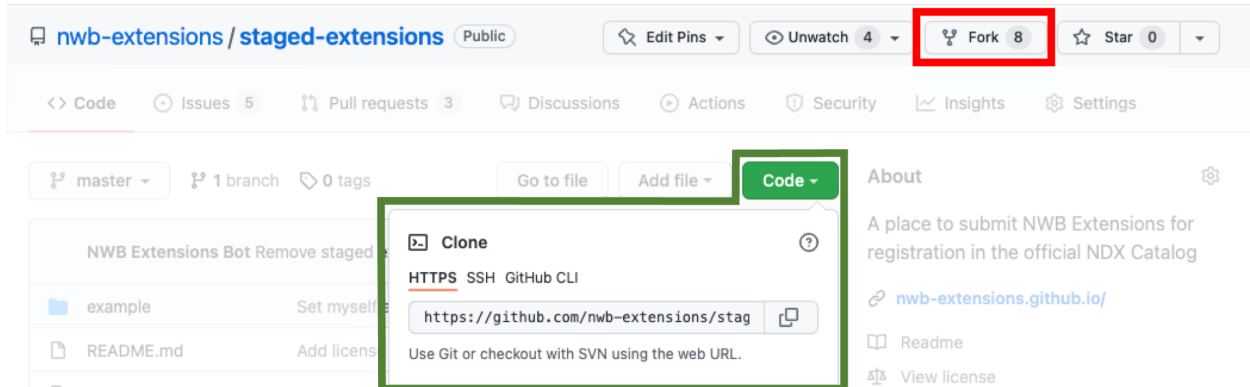 nwb-extensions / staged-extensions Public Edit Pins Unwatch 4 Fork 8 Star 0
<> Code Issues 5 Pull requests 3 Discussions Actions Security Insights Settings
master 1 branch 0 tags Go to file Add file Code
About
A place to submit NWB Extensions for
registration in the official NDX Catalog
nwb-extensions.github.io/
Readme
View license
NWB Extensions Bot Remove staged
example Set myself
README.md Add licens
Clone
HTTPS SSH GitHub CLI
https://github.com/nwb-extensions/stag
Use Git or checkout with SVN using the web URL.